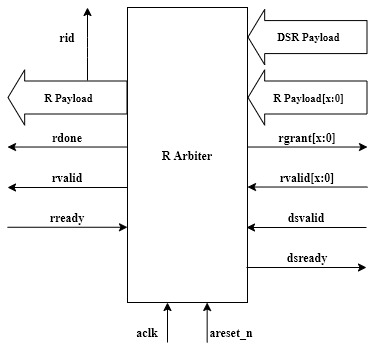 rid
DSR Payload
R Payload
R Payload[x:0]
rdone
rgrant[x:0]
R Arbiter
rvalid
rvalid[x:0]
rready
dsvalid
dsready
aclk
areset_n